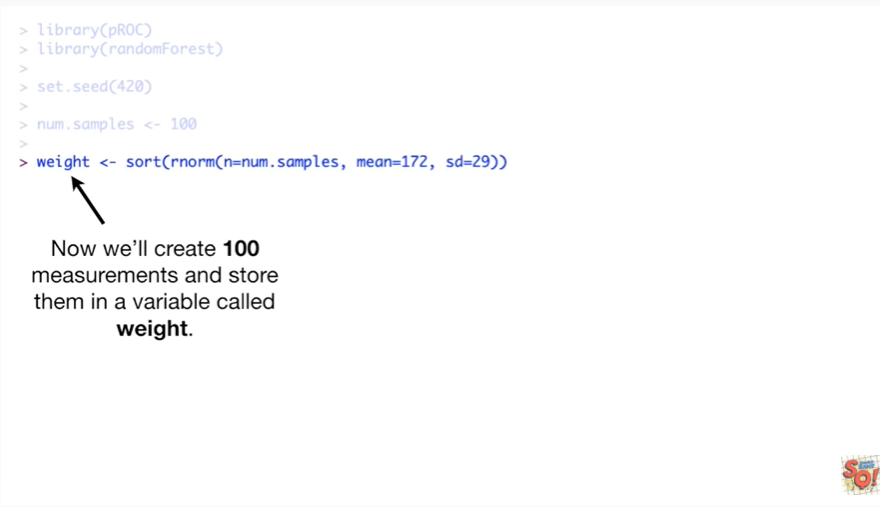 > library(pROC)
> library(randomForest)
>
> set.seed(420)
>
> num.samples <- 100
>
> weight <- sort(rnorm(n=num.samples, mean=172, sd=29))
Now we'll create 100
measurements and store
them in a variable called
weight.
SQ!